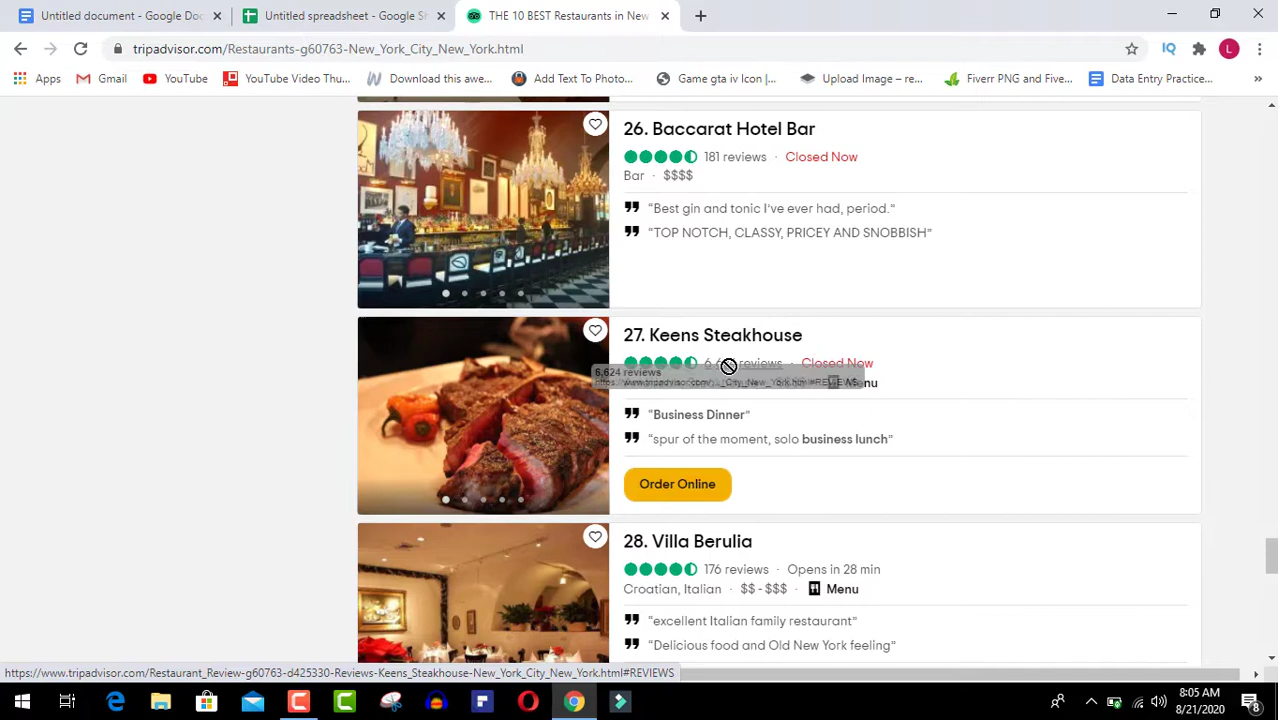 Untitled document - Google Doc
Untitled spreadsheet - Google Sh
THE 10 BEST Restaurants in New
tripadvisor.com/Restaurants-g60763-New_York_City_New_York.html
IQ
L
Apps
Gmail
YouTube
YouTube Video Thu...
Download this awe...
Add Text To Photo...
Game gta iv Icon |...
Upload Image – re...
Fiverr PNG and Five...
Data Entry Practice...
»
26. Baccarat Hotel Bar
181 reviews · Closed Now
Bar · $$$$
“Best gin and tonic I've ever had, period.”
“TOP NOTCH, CLASSY, PRICEY AND SNOBBISH”
27. Keens Steakhouse
reviews · Closed Now
6,624 reviews
“Business Dinner”
“spur of the moment, solo business lunch”
Order Online
28. Villa Berulia
176 reviews · Opens in 28 min
Croatian, Italian · $$ - $$$ · Menu
“excellent Italian family restaurant”
“Delicious food and Old New York feeling”
https://www.tripadvisor.com/Restaurant_Review-g60763-d425330-Reviews-Keens_Steakhouse-New_York_City_New_York.html#REVIEWS
8:05 AM
8/21/2020
8